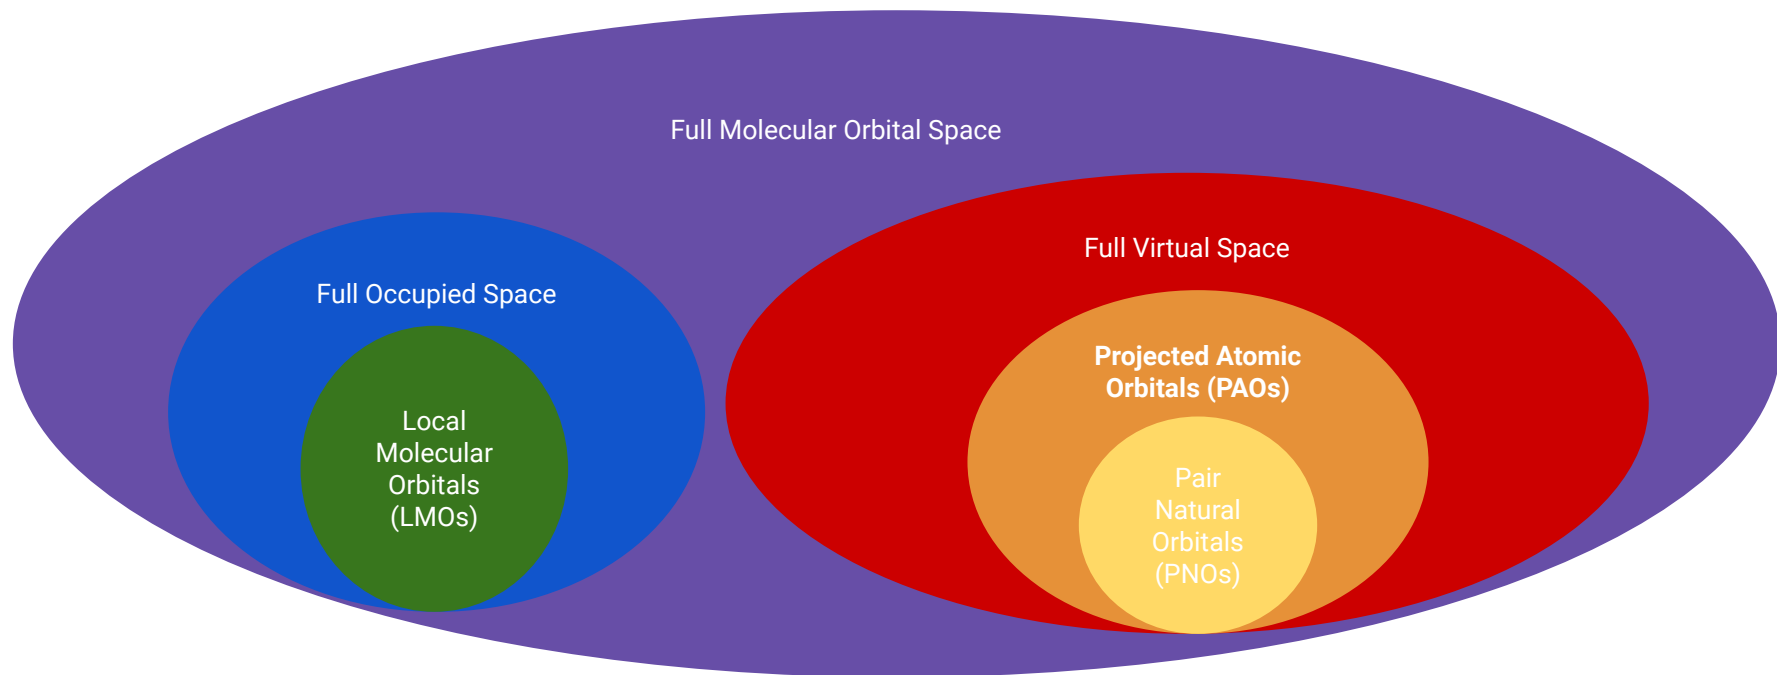 Full Molecular Orbital Space
Full Virtual Space
Full Occupied Space
Projected Atomic
Orbitals (PAOs)
Local
Molecular
Orbitals
(LMOs)
Pair
Natural
Orbitals
(PNOs)